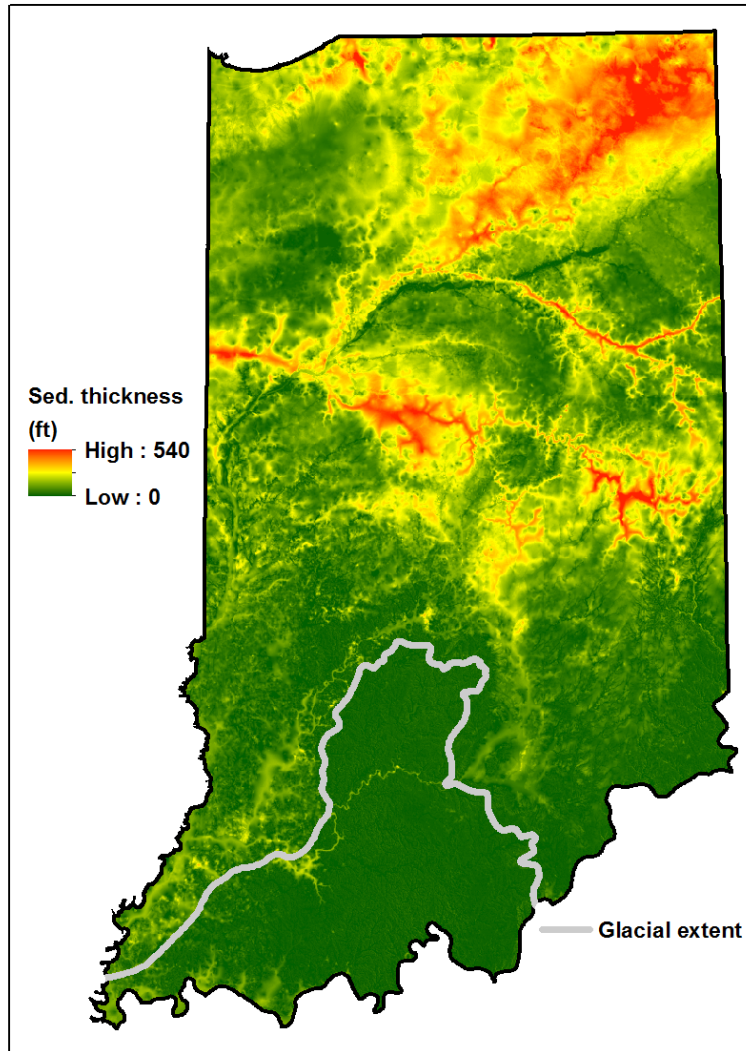 Sed. thickness
(ft)
High : 540
Low : 0
Glacial extent